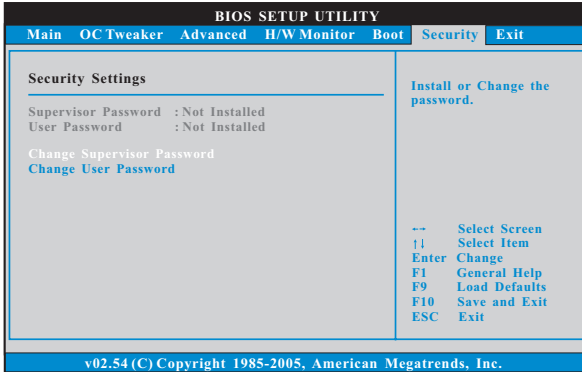 BIOS SETUP UTILITY
Main OC Tweaker Advanced H/W Monitor Boot Security Exit
Security Settings
Supervisor Password : Not Installed
User Password : Not Installed
Change Supervisor Password
Change User Password
Install or Change the
password.
←→ Select Screen
↑↓ Select Item
Enter Change
F1 General Help
F9 Load Defaults
F10 Save and Exit
ESC Exit
v02.54 (C) Copyright 1985-2005, American Megatrends, Inc.